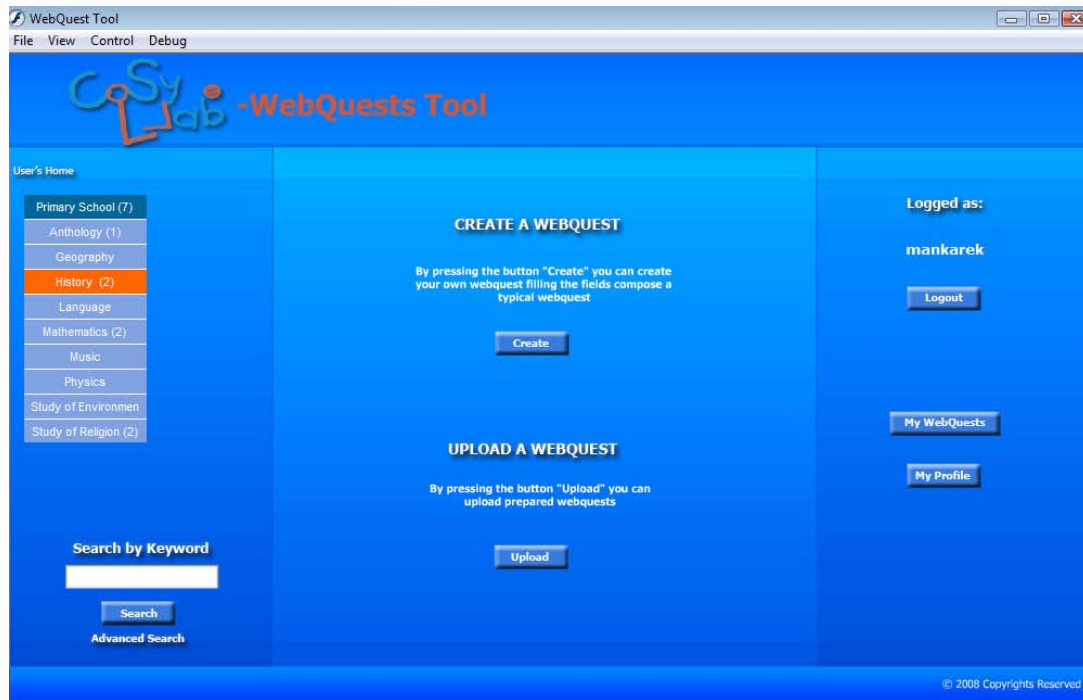 WebQuest Tool
File View Control Debug
CoSy Lab -WebQuests Tool
User's Home
Primary School (7)
Anthology (1)
Geography
History (2)
Language
Mathematics (2)
Music
Physics
Study of Environmen
Study of Religion (2)
Search by Keyword
Search
Advanced Search
CREATE A WEBQUEST
By pressing the button "Create" you can create
your own webquest filling the fields compose a
typical webquest
Create
UPLOAD A WEBQUEST
By pressing the button "Upload" you can
upload prepared webquests
Upload
Logged as:
mankarek
Logout
My WebQuests
My Profile
© 2008 Copyrights Reserved